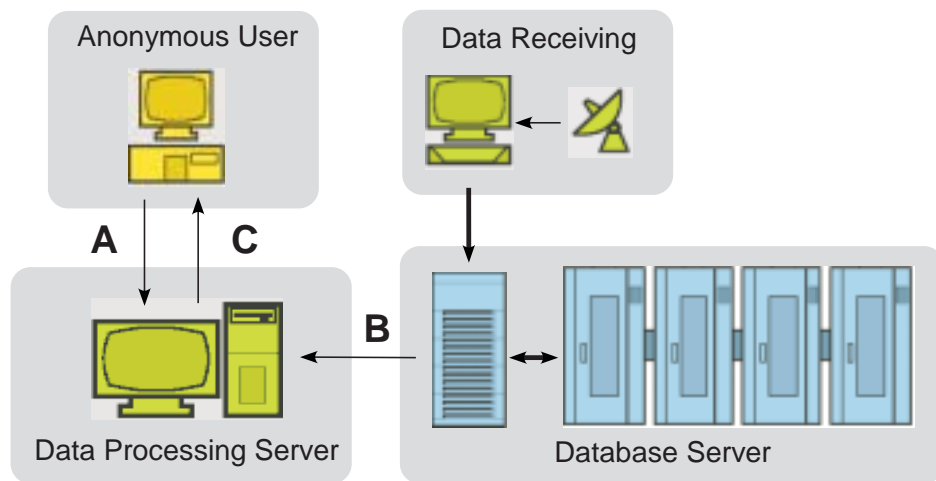 Anonymous User
Data Receiving
A
C
B
Data Processing Server
Database Server